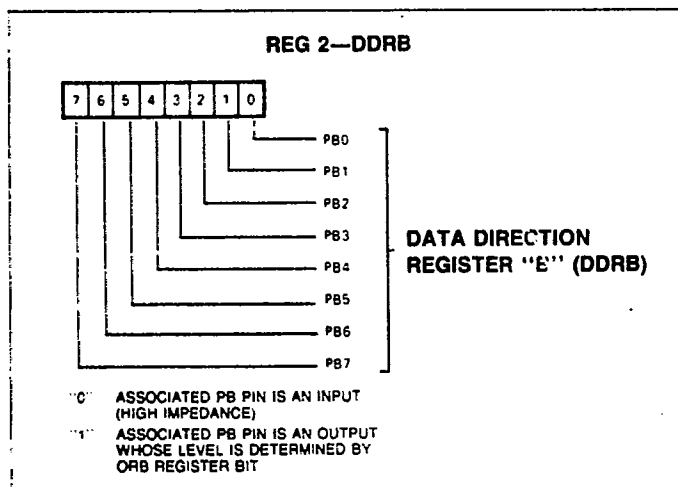 REG 2—DDRB
7 6 5 4 3 2 1 0
PB0
PB1
PB2
PB3
PB4
PB5
PB6
PB7
DATA DIRECTION
REGISTER "B" (DDRB)
"0" ASSOCIATED PB PIN IS AN INPUT
(HIGH IMPEDANCE)
"1" ASSOCIATED PB PIN IS AN OUTPUT
WHOSE LEVEL IS DETERMINED BY
ORB REGISTER BIT